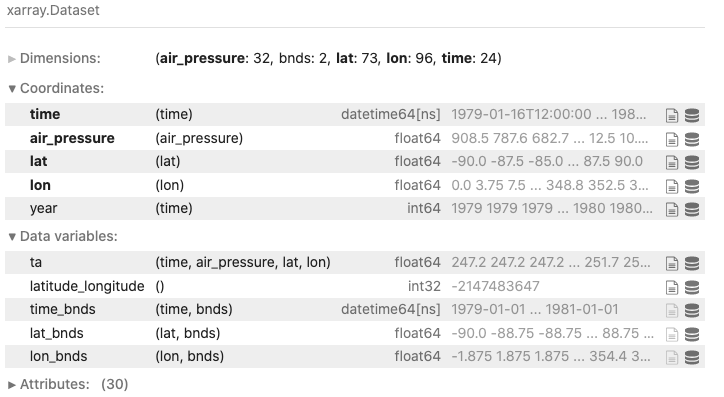 xarray.Dataset
► Dimensions: (air_pressure: 32, bnds: 2, lat: 73, lon: 96, time: 24)
▼ Coordinates:
time (time) datetime64[ns] 1979-01-16T12:00:00 ... 198...
air_pressure (air_pressure) float64 908.5 787.6 682.7 ... 12.5 10....
lat (lat) float64 -90.0 -87.5 -85.0 ... 87.5 90.0
lon (lon) float64 0.0 3.75 7.5 ... 348.8 352.5 3...
year (time) int64 1979 1979 1979 ... 1980 1980...
▼ Data variables:
ta (time, air_pressure, lat, lon) float64 247.2 247.2 247.2 ... 251.7 25...
latitude_longitude () int32 -2147483647
time_bnds (time, bnds) datetime64[ns] 1979-01-01 ... 1981-01-01
lat_bnds (lat, bnds) float64 -90.0 -88.75 -88.75 ... 88.75 ...
lon_bnds (lon, bnds) float64 -1.875 1.875 1.875 ... 354.4 3...
► Attributes: (30)